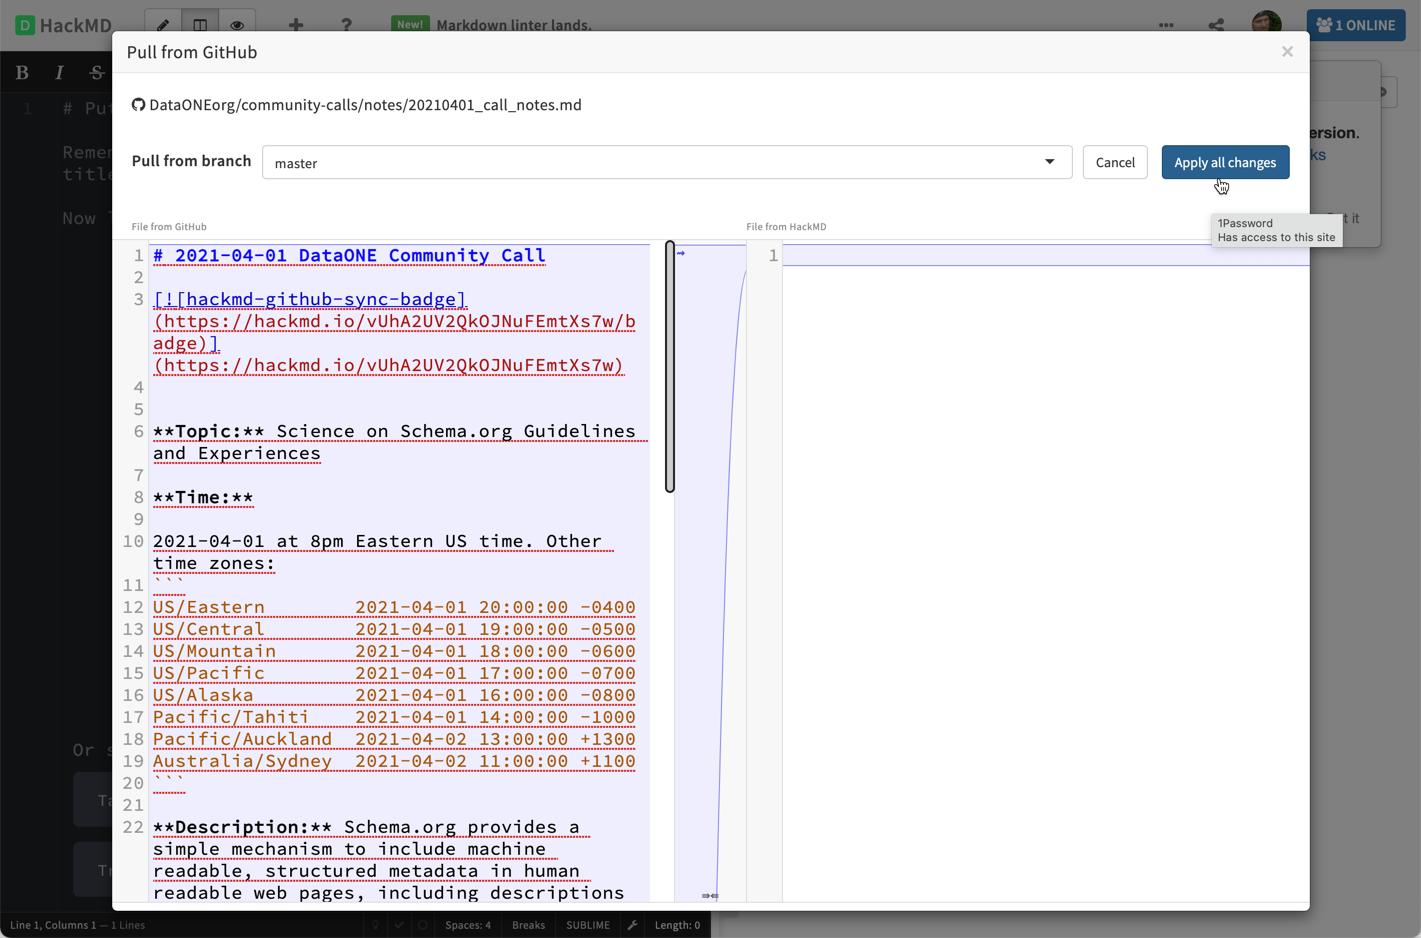 HackMD
New!
Markdown linter lands.
1 ONLINE
B I S
1
# Pu
Remem
title
Now
Or s
Ta
Tr
ersion.
ks
it
Pull from GitHub
×
DataONEorg/community-calls/notes/20210401_call_notes.md
Pull from branch
master
Cancel
Apply all changes
1Password
Has access to this site
File from GitHub
File from HackMD
1 # 2021-04-01 DataONE Community Call
2
3 [![hackmd-github-sync-badge]
(https://hackmd.io/vUhA2UV2QkOJNuFEmtXs7w/b
adge)]
(https://hackmd.io/vUhA2UV2QkOJNuFEmtXs7w)
4
5
6 **Topic:** Science on Schema.org Guidelines
and Experiences
7
8 **Time:**
9
10 2021-04-01 at 8pm Eastern US time. Other
time zones:
11 ```
12 US/Eastern 2021-04-01 20:00:00 -0400
13 US/Central 2021-04-01 19:00:00 -0500
14 US/Mountain 2021-04-01 18:00:00 -0600
15 US/Pacific 2021-04-01 17:00:00 -0700
16 US/Alaska 2021-04-01 16:00:00 -0800
17 Pacific/Tahiti 2021-04-01 14:00:00 -1000
18 Pacific/Auckland 2021-04-02 13:00:00 +1300
19 Australia/Sydney 2021-04-02 11:00:00 +1100
20 ```
21
22 **Description:** Schema.org provides a
simple mechanism to include machine
readable, structured metadata in human
readable web pages, including descriptions
1
Line 1, Columns 1 — 1 Lines
Spaces: 4
Breaks
SUBLIME
Length: 0